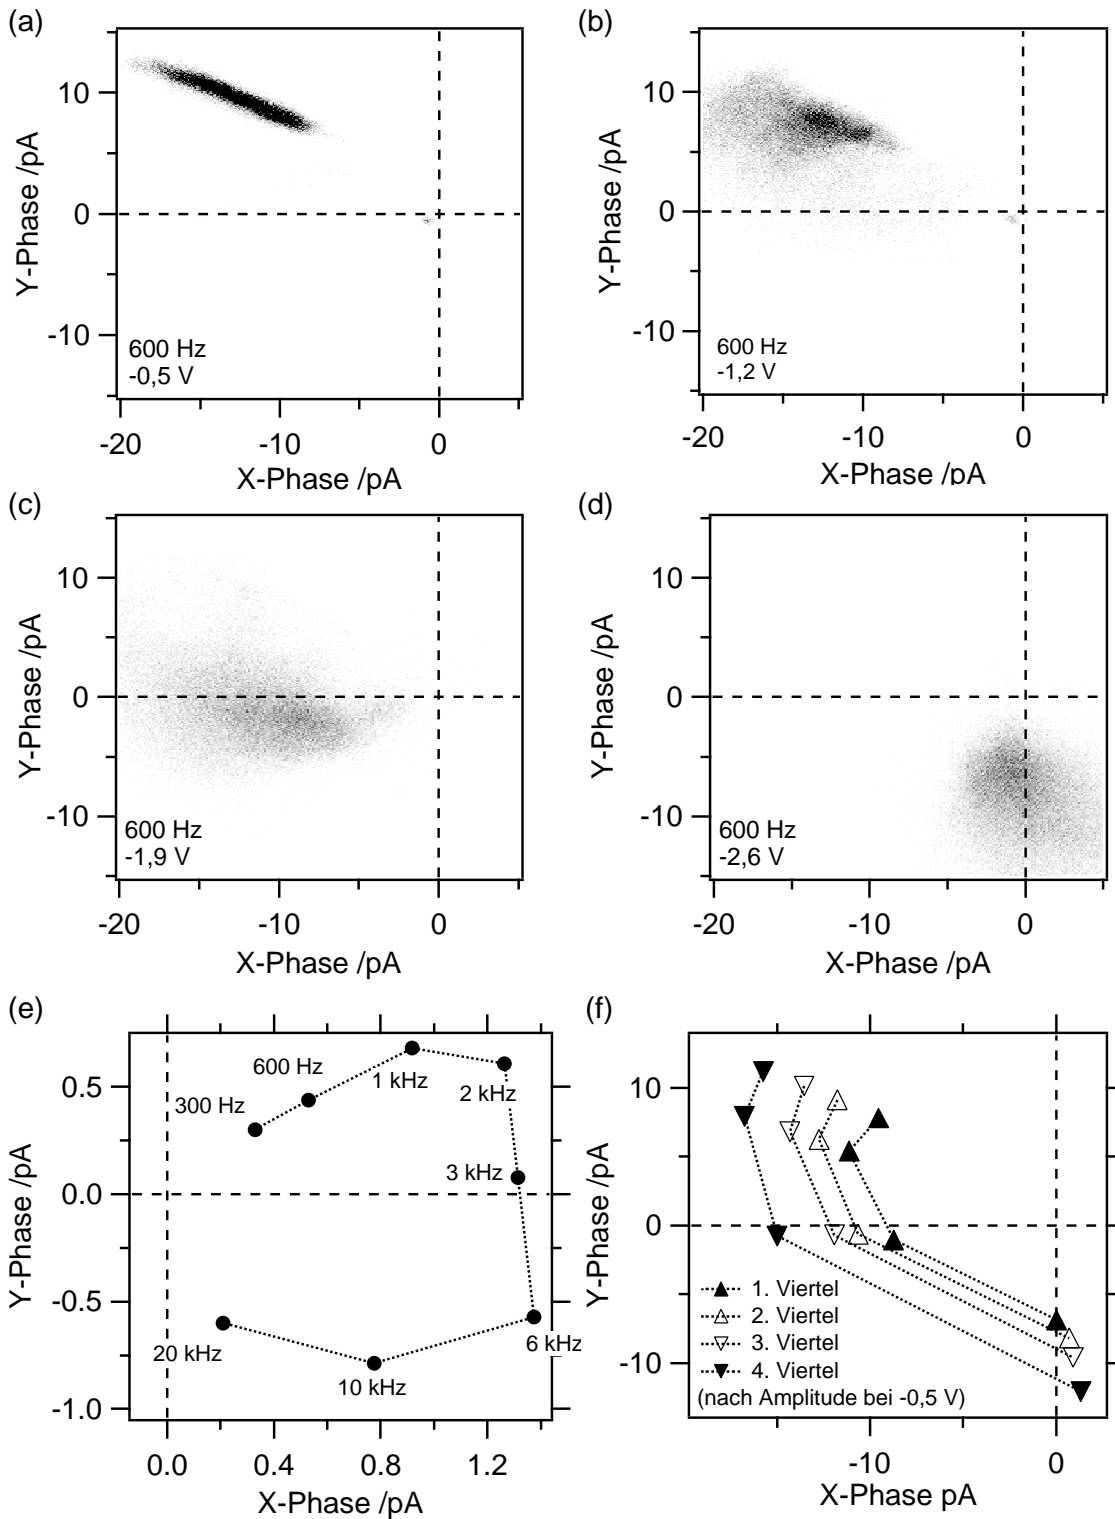 (a)
10
0
-10
Y-Phase /pA
600 Hz
-0,5 V
-20
-10
0
X-Phase /pA
(b)
10
0
-10
Y-Phase /pA
600 Hz
-1,2 V
-20
-10
0
X-Phase /pA
(c)
10
0
-10
Y-Phase /pA
600 Hz
-1,9 V
-20
-10
0
X-Phase /pA
(d)
10
0
-10
Y-Phase /pA
600 Hz
-2,6 V
-20
-10
0
X-Phase /pA
(e)
0.5
0.0
-0.5
-1.0
Y-Phase /pA
300 Hz
600 Hz
1 kHz
2 kHz
3 kHz
6 kHz
10 kHz
20 kHz
0.0
0.4
0.8
1.2
X-Phase /pA
(f)
10
0
-10
Y-Phase /pA
1. Viertel
2. Viertel
3. Viertel
4. Viertel
(nach Amplitude bei -0,5 V)
-10
0
X-Phase pA